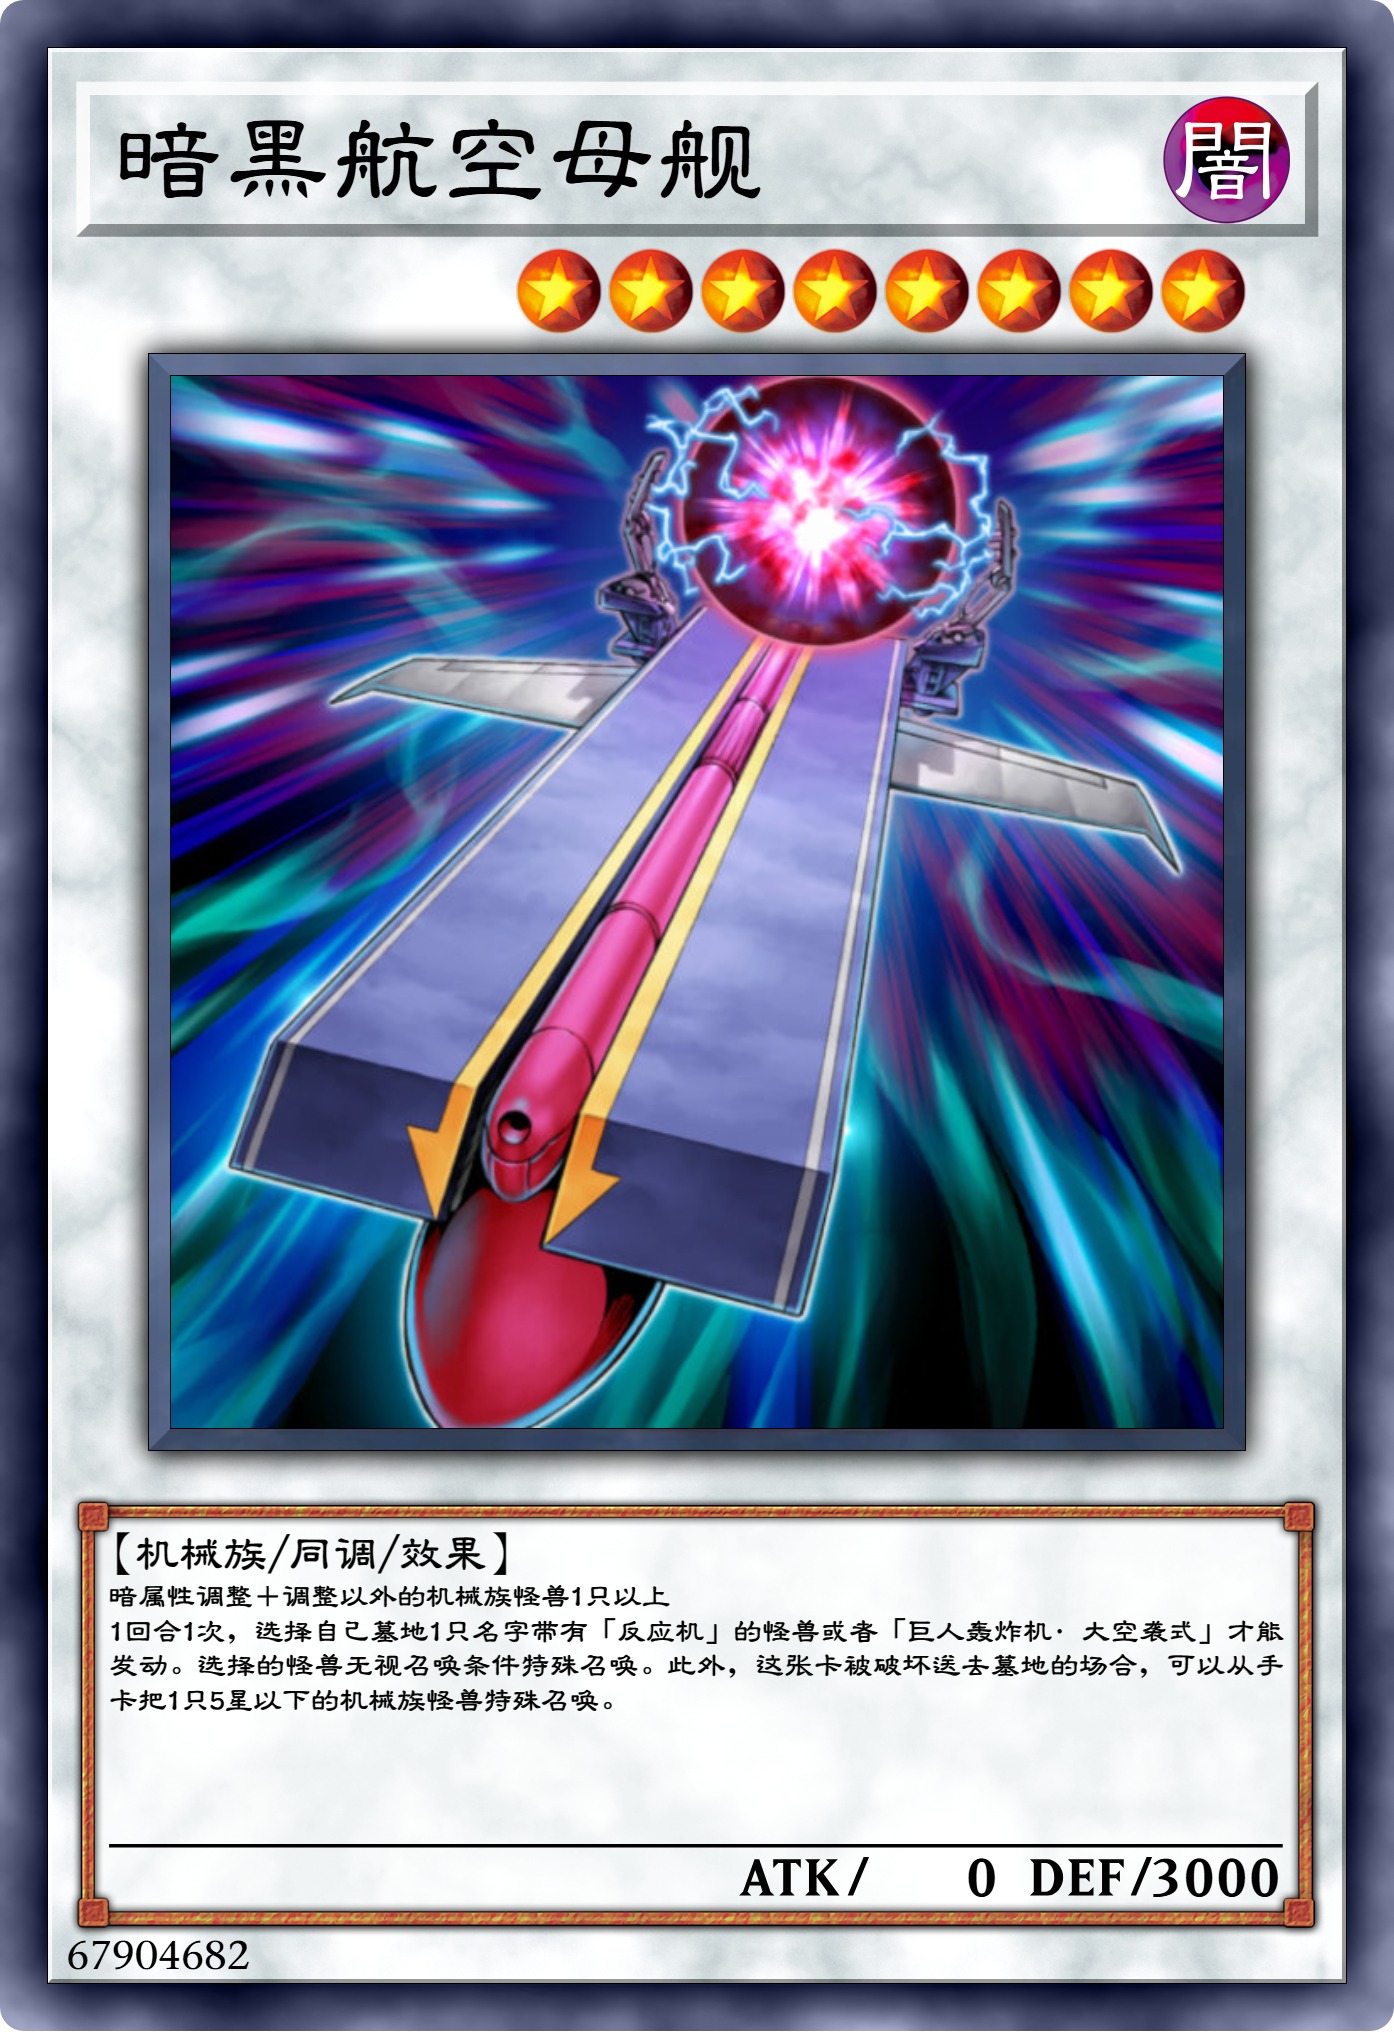 暗黑航空母舰
闇
【机械族/同调/效果】
暗属性调整＋调整以外的机械族怪兽1只以上
1回合1次，选择自己墓地1只名字带有「反应机」的怪兽或者「巨人轰炸机·大空袭式」才能
发动。选择的怪兽无视召唤条件特殊召唤。此外，这张卡被破坏送去墓地的场合，可以从手
卡把1只5星以下的机械族怪兽特殊召唤。
ATK/ 0 DEF/3000
67904682